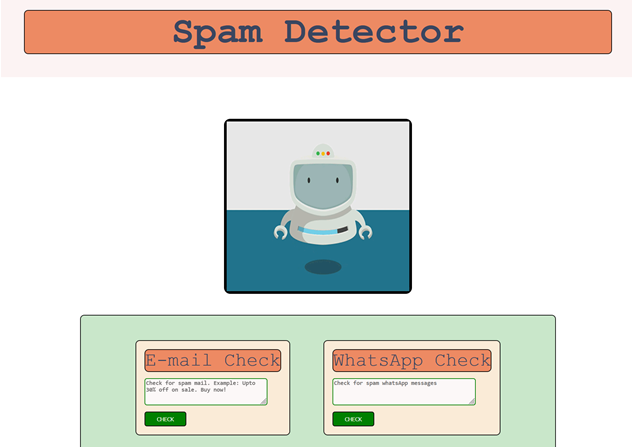 Spam Detector
E-mail Check
Check for spam mail. Example: Upto
30% off on sale. Buy now!
CHECK
WhatsApp Check
Check for spam whatsApp messages
CHECK